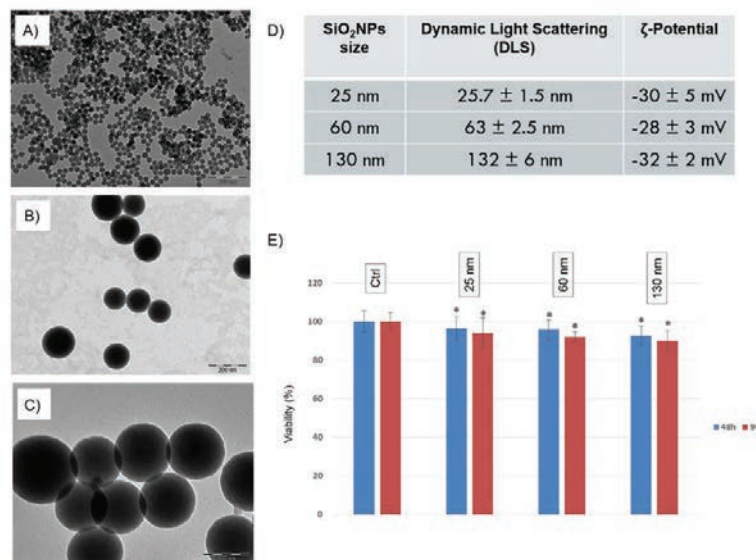 A)
B)
200 nm
C)
D)
SiO₂NPs size
Dynamic Light Scattering (DLS)
ζ-Potential
25 nm
25.7 ± 1.5 nm
-30 ± 5 mV
60 nm
63 ± 2.5 nm
-28 ± 3 mV
130 nm
132 ± 6 nm
-32 ± 2 mV
E)
Ctrl
25 nm
60 nm
130 nm
120
100
80
60
40
20
0
Viability (%)
* * * * * *
48h